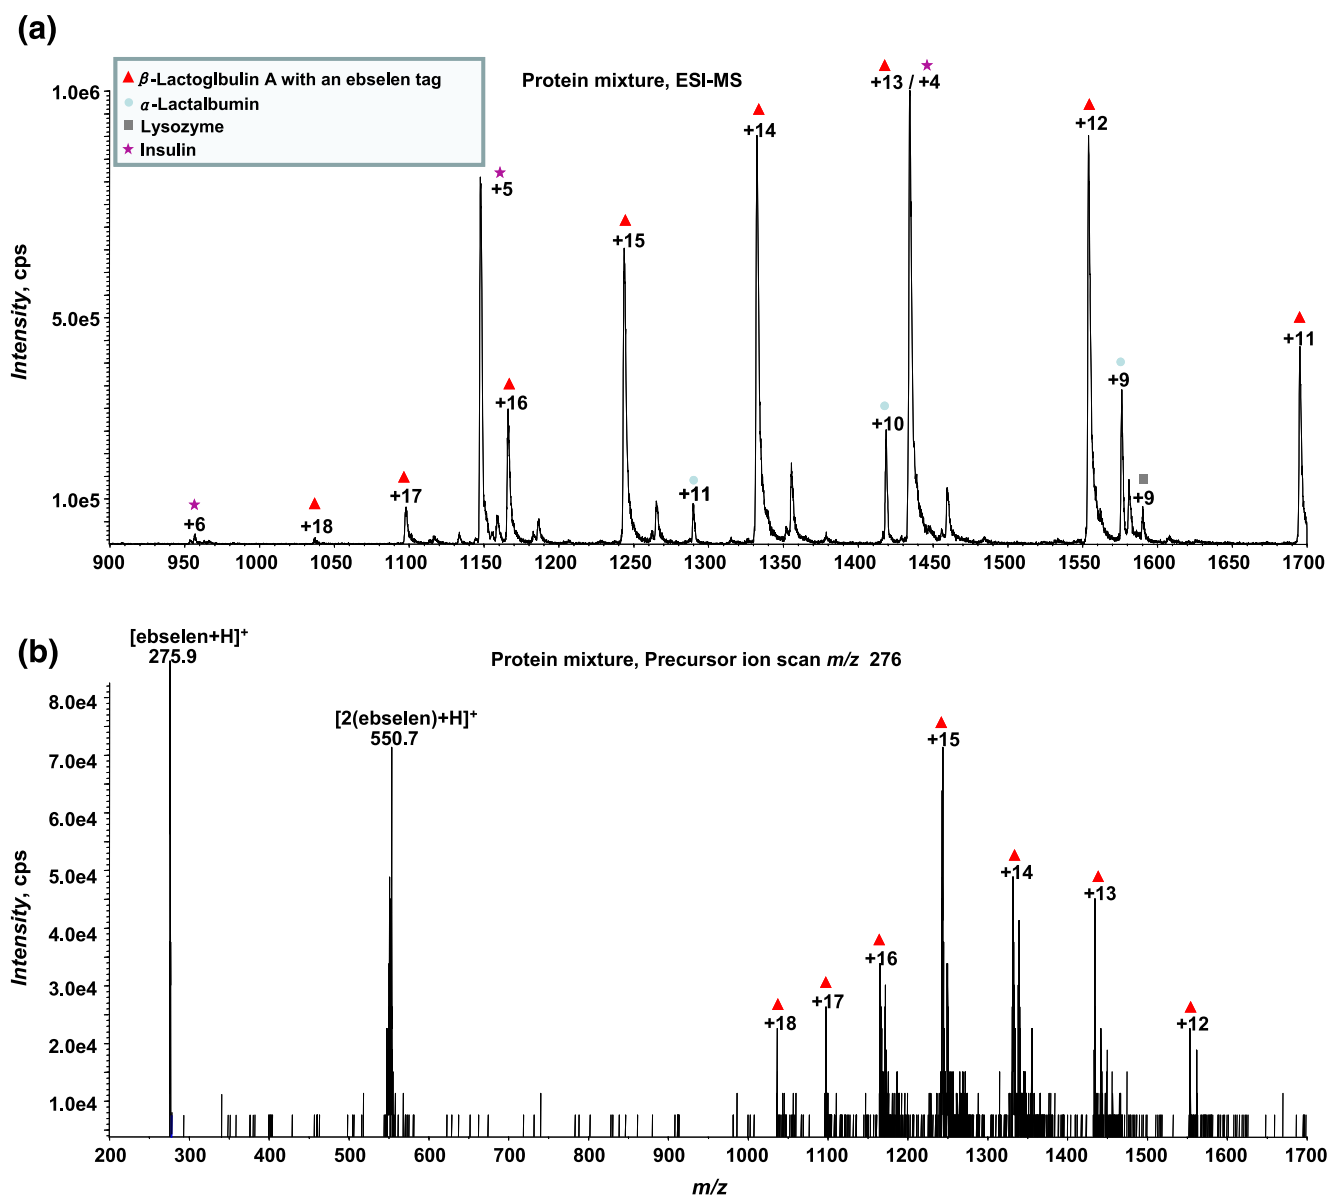 (a)
β-Lactoglbulin A with an ebselen tag
α-Lactalbumin
Lysozyme
Insulin
Protein mixture, ESI-MS
+13 / +4
+14
+12
+5
+15
+11
+9
+16
+10
+11
+9
+17
+18
+6
1.0e6
5.0e5
1.0e5
Intensity, cps
900 950 1000 1050 1100 1150 1200 1250 1300 1350 1400 1450 1500 1550 1600 1650 1700
(b)
[ebselen+H]⁺
275.9
Protein mixture, Precursor ion scan m/z 276
[2(ebselen)+H]⁺
550.7
+15
+14
+13
+16
+17
+18
+12
8.0e4
7.0e4
6.0e4
5.0e4
4.0e4
3.0e4
2.0e4
1.0e4
Intensity, cps
200 300 400 500 600 700 800 900 1000 1100 1200 1300 1400 1500 1600 1700
m/z